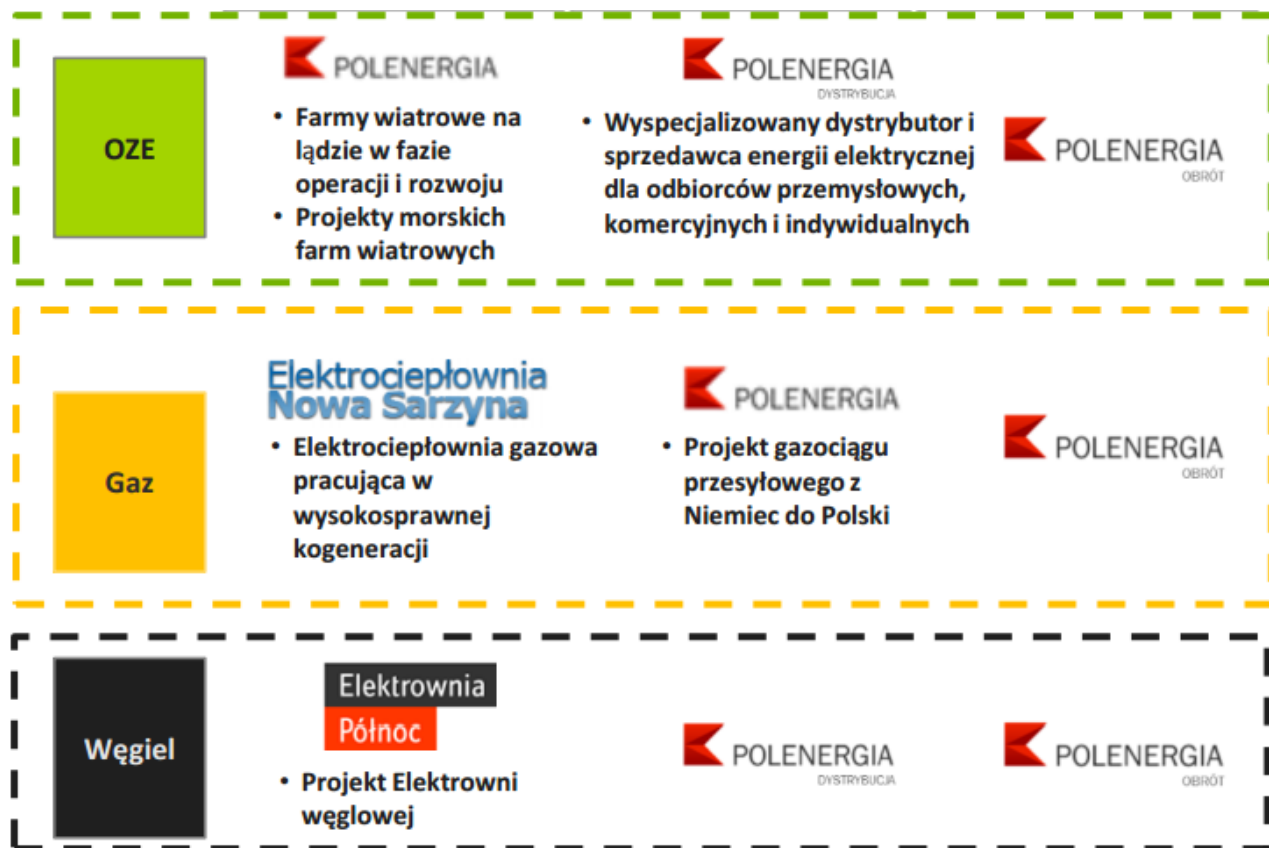 OZE
POLENERGIA
• Farmy wiatrowe na
lądzie w fazie
operacji i rozwoju
• Projekty morskich
farm wiatrowych
POLENERGIA
DYSTRYBUCJA
• Wyspecjalizowany dystrybutor i
sprzedawca energii elektrycznej
dla odbiorców przemysłowych,
komercyjnych i indywidualnych
POLENERGIA
OBRÓT
Gaz
Elektrociepłownia
Nowa Sarzyna
• Elektrociepłownia gazowa
pracująca w
wysokosprawnej
kogeneracji
POLENERGIA
• Projekt gazociągu
przesyłowego z
Niemiec do Polski
POLENERGIA
OBRÓT
Węgiel
Elektrownia
Północ
• Projekt Elektrowni
węglowej
POLENERGIA
DYSTRYBUCJA
POLENERGIA
OBRÓT